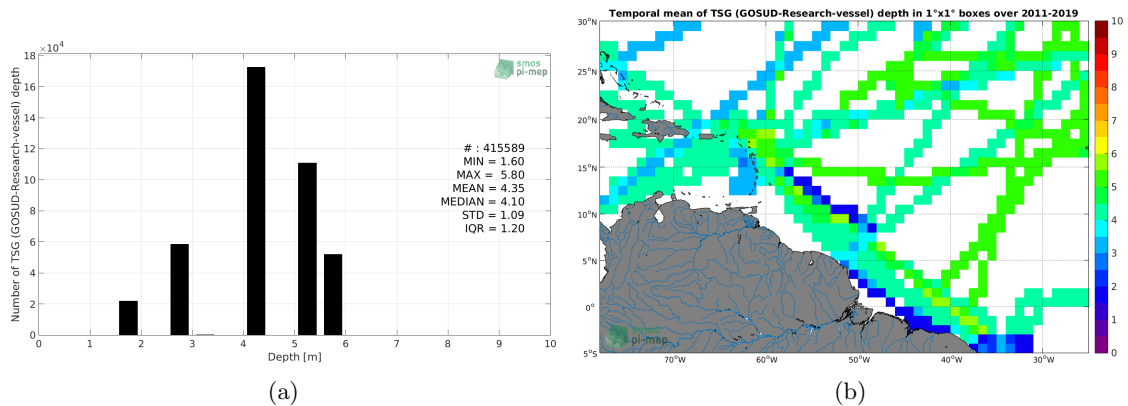 ×10⁴
18
16
14
12
10
8
6
4
2
0
Number of TSG (GOSUD-Research-vessel) depth
0 1 2 3 4 5 6 7 8 9 10
Depth [m]
smos
pi-mep
# : 415589
MIN = 1.60
MAX = 5.80
MEAN = 4.35
MEDIAN = 4.10
STD = 1.09
IQR = 1.20
(a)
Temporal mean of TSG (GOSUD-Research-vessel) depth in 1°x1° boxes over 2011-2019
30°N
25°N
20°N
15°N
10°N
5°N
0°
5°S
70°W 60°W 50°W 40°W 30°W
smos
pi-mep
10
9
8
7
6
5
4
3
2
1
0
(b)